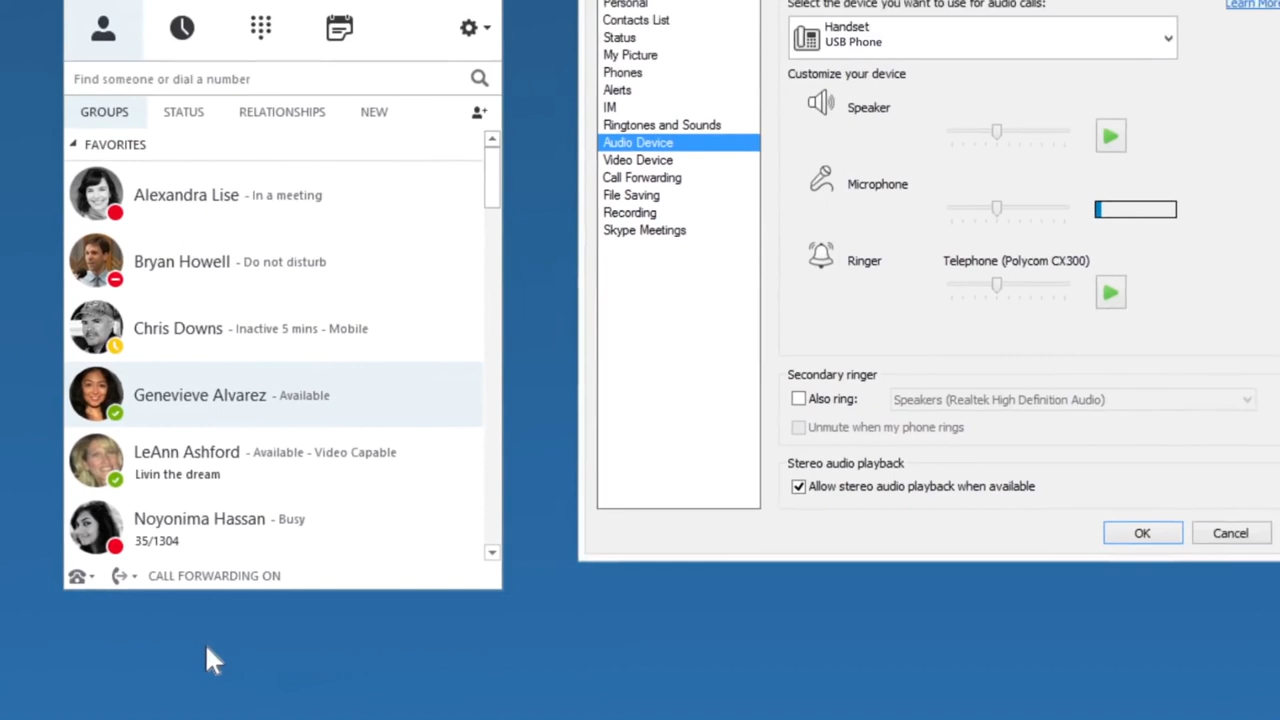 Find someone or dial a number
GROUPS STATUS RELATIONSHIPS NEW
FAVORITES
Alexandra Lise - In a meeting
Bryan Howell - Do not disturb
Chris Downs - Inactive 5 mins - Mobile
Genevieve Alvarez - Available
LeAnn Ashford - Available - Video Capable
Livin the dream
Noyonima Hassan - Busy
35/1304
CALL FORWARDING ON
Personal
Contacts List
Status
My Picture
Phones
Alerts
IM
Ringtones and Sounds
Audio Device
Video Device
Call Forwarding
File Saving
Recording
Skype Meetings
Select the device you want to use for audio calls:
Learn More
Handset
USB Phone
Customize your device
Speaker
Microphone
Ringer
Telephone (Polycom CX300)
Secondary ringer
Also ring:
Speakers (Realtek High Definition Audio)
Unmute when my phone rings
Stereo audio playback
Allow stereo audio playback when available
OK
Cancel